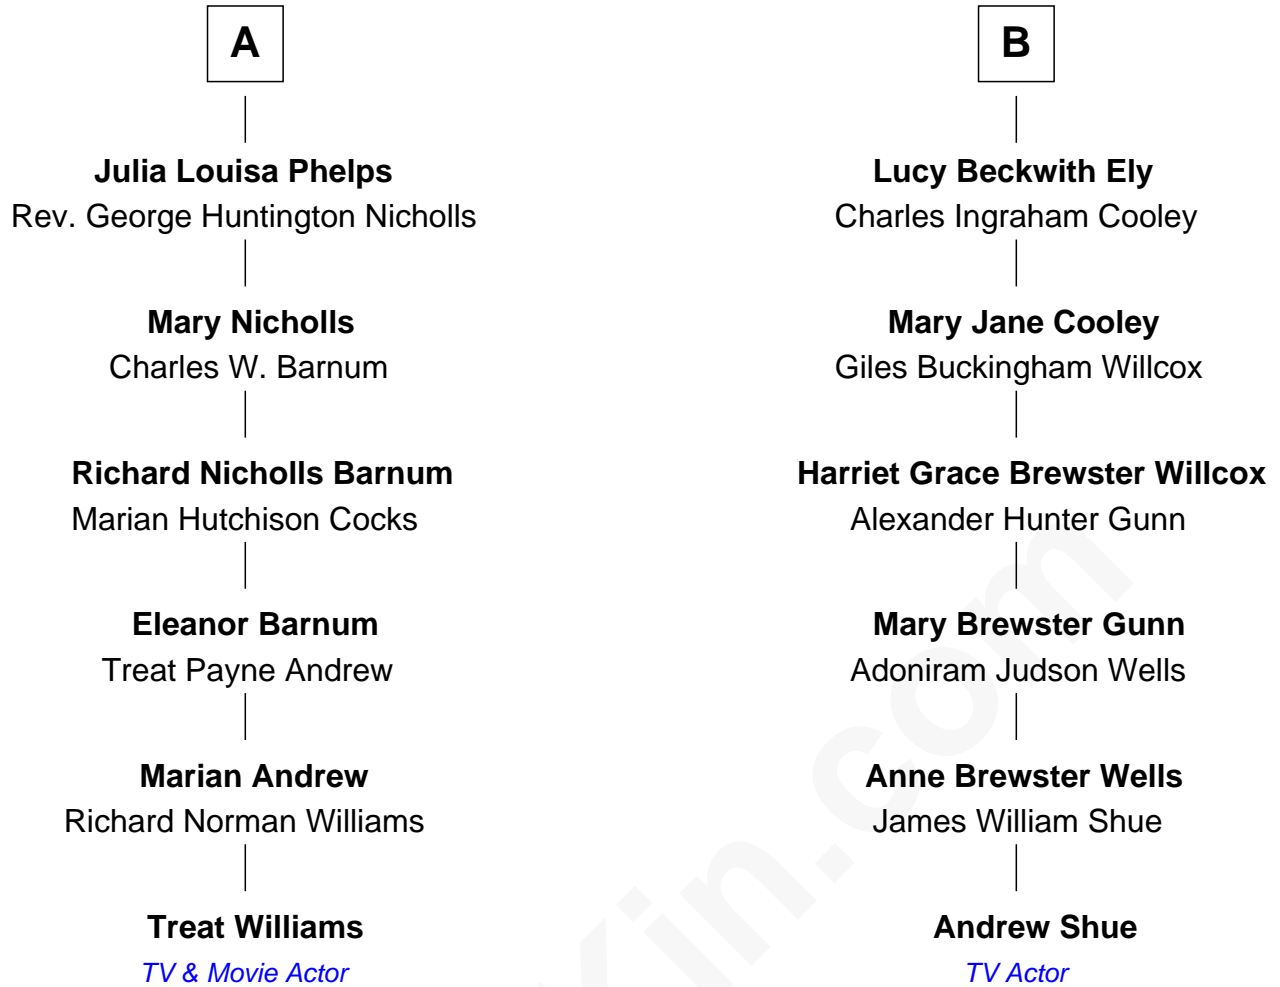 A
Julia Louisa Phelps
Rev. George Huntington Nicholls
Mary Nicholls
Charles W. Barnum
Richard Nicholls Barnum
Marian Hutchison Cocks
Eleanor Barnum
Treat Payne Andrew
Marian Andrew
Richard Norman Williams
Treat Williams
TV & Movie Actor
B
Lucy Beckwith Ely
Charles Ingraham Cooley
Mary Jane Cooley
Giles Buckingham Willcox
Harriet Grace Brewster Willcox
Alexander Hunter Gunn
Mary Brewster Gunn
Adoniram Judson Wells
Anne Brewster Wells
James William Shue
Andrew Shue
TV Actor
Kin.com